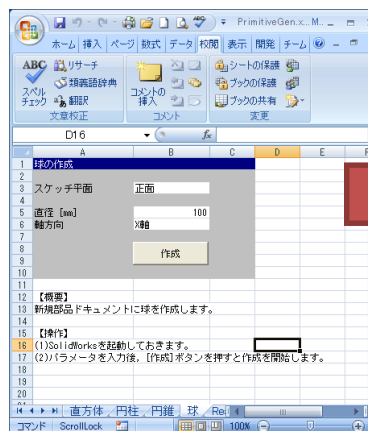 PrimitiveGen.x... M...
ホーム 挿入 ページ 数式 データ 校閲 表示 開発 チーム
ABC
スペル
チェック
リサーチ
類義語辞典
翻訳
文章校正
コメントの
挿入
コメント
シートの保護
ブックの保護
ブックの共有
変更
D16
fx
A B C D E F
1 球の作成
2
3 スケッチ平面 正面
4
5 直径 [mm] 100
6 軸方向 X軸
7
8 作成
9
10
11
12 【概要】
13 新規部品ドキュメントに球を作成します。
14
15 【操作】
16 (1)SolidWorksを起動しておきます。
17 (2)パラメータを入力後, [作成]ボタンを押すと作成を開始します。
18
19
20
直方体 円柱 円錐 球 Re
コマンド ScrollLock 100%